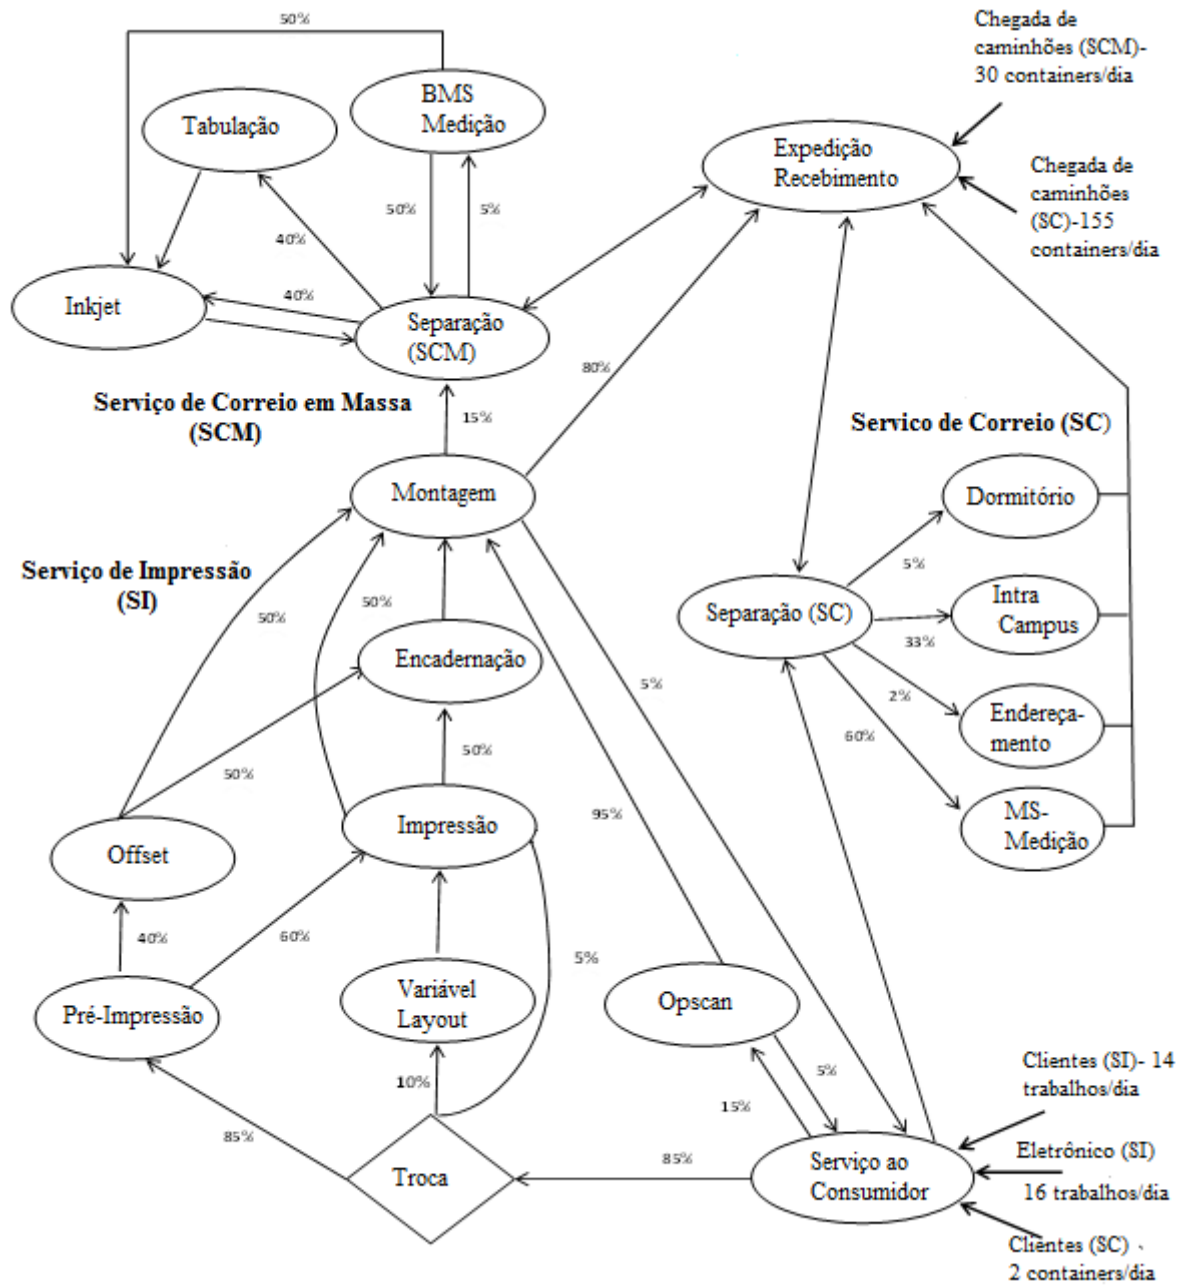 50%
Chegada de
caminhões (SCM)-
30 containers/dia
BMS
Medição
Tabulação
Expedição
Recebimento
Chegada de
caminhões
(SC)-155
containers/dia
50%
5%
40%
40%
Inkjet
Separação
(SCM)
80%
Serviço de Correio em Massa
(SCM)
15%
Servico de Correio (SC)
Montagem
Dormitório
5%
Serviço de Impressão
(SI)
50%
50%
Separação (SC)
Intra
Campus
33%
Encadernação
5%
2%
60%
Endereça-
mento
50%
50%
Impressão
95%
MS-
Medição
Offset
40%
60%
5%
Pré-Impressão
Variável
Layout
Opscan
10%
5%
15%
Clientes (SI)- 14
trabalhos/dia
85%
85%
Troca
Serviço ao
Consumidor
Eletrônico (SI)
16 trabalhos/dia
Clientes (SC) -
2 containers/dia